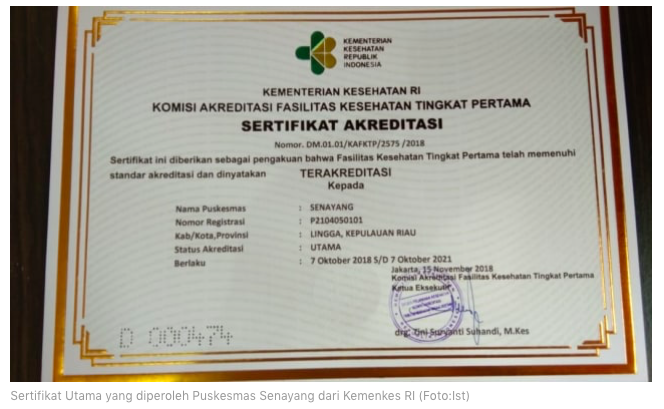 KEMENTERIAN
KESEHATAN
REPUBLIK
INDONESIA
KEMENTERIAN KESEHATAN RI
KOMISI AKREDITASI FASILITAS KESEHATAN TINGKAT PERTAMA
SERTIFIKAT AKREDITASI
Nomor. DM.01.01/KAFKTP/2575 /2018
Sertifikat ini diberikan sebagai pengakuan bahwa Fasilitas Kesehatan Tingkat Pertama telah memenuhi
standar akreditasi dan dinyatakan TERAKREDITASI
Kepada
Nama Puskesmas : SENAYANG
Nomor Registrasi : P2104050101
Kab/Kota,Provinsi : LINGGA, KEPULAUAN RIAU
Status Akreditasi : UTAMA
Berlaku : 7 Oktober 2018 S/D 7 Oktober 2021
Jakarta, 15 November 2018
Komisi Akreditasi Fasilitas Kesehatan Tingkat Pertama
Ketua Eksekutif
drg. Tini Suryanti Suhandi, M.Kes
D 000474
Sertifikat Utama yang diperoleh Puskesmas Senayang dari Kemenkes RI (Foto:Ist)